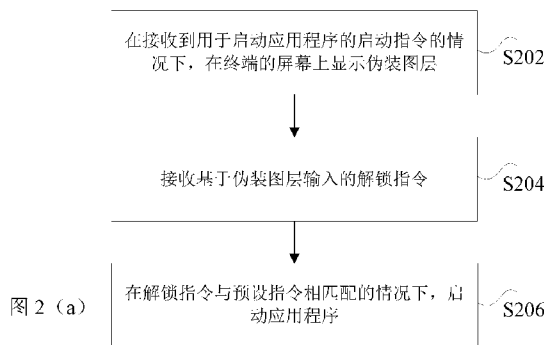 在接收到用于启动应用程序的启动指令的情
况下，在终端的屏幕上显示伪装图层
S202
接收基于伪装图层输入的解锁指令
S204
在解锁指令与预设指令相匹配的情况下，启
动应用程序
S206
图 2（a）